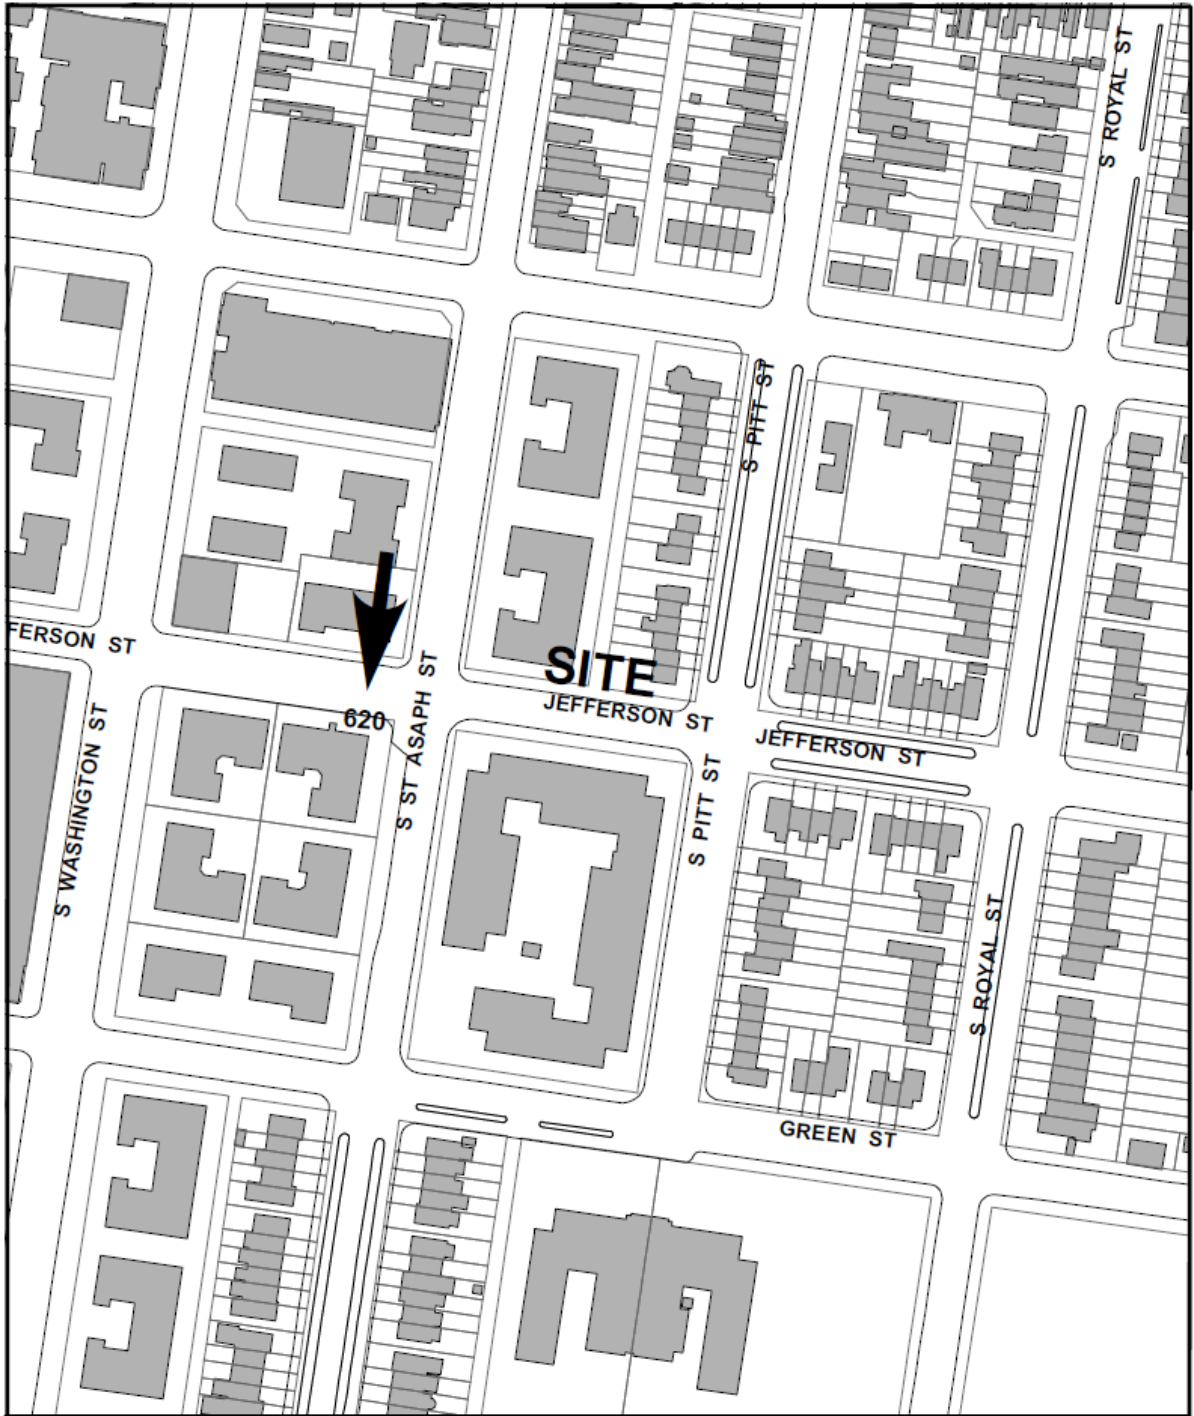 S ROYAL ST
S PITT ST
FERSON ST
SITE
JEFFERSON ST
620
S ST ASAPH ST
JEFFERSON ST
S WASHINGTON ST
S PITT ST
S ROYAL ST
GREEN ST